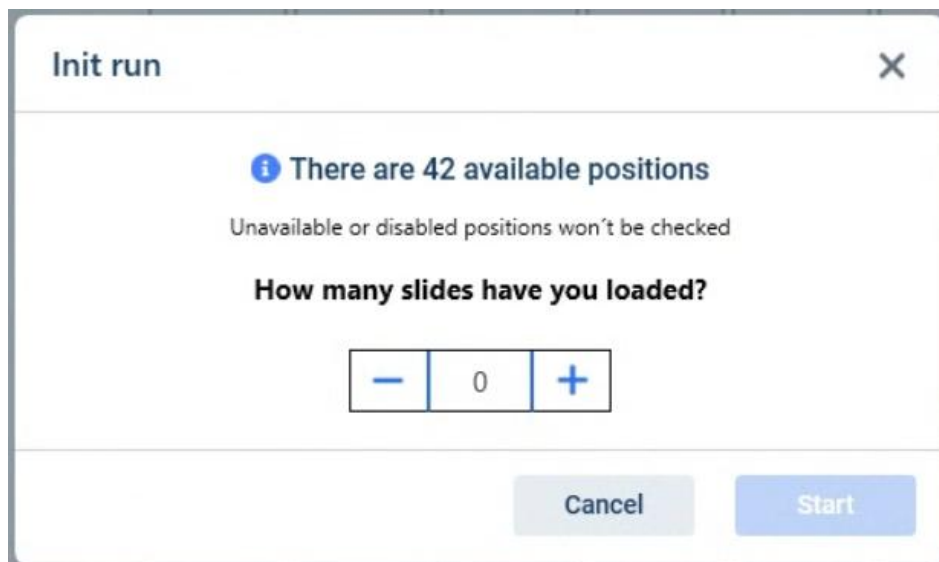 Init run
There are 42 available positions
Unavailable or disabled positions won´t be checked
How many slides have you loaded?
0
Cancel
Start